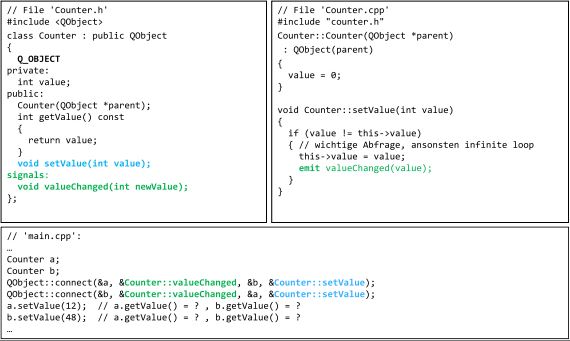 // File 'Counter.h'
#include <QObject>
class Counter : public QObject
{
  Q_OBJECT
private:
  int value;
public:
  Counter(QObject *parent);
  int getValue() const
  {
    return value;
  }
  void setValue(int value);
signals:
  void valueChanged(int newValue);
};
// File 'Counter.cpp'
#include "counter.h"
Counter::Counter(QObject *parent)
 : QObject(parent)
{
  value = 0;
}
void Counter::setValue(int value)
{
  if (value != this->value)
  { // wichtige Abfrage, ansonsten infinite loop
    this->value = value;
    emit valueChanged(value);
  }
}
// 'main.cpp':
…
Counter a;
Counter b;
QObject::connect(&a, &Counter::valueChanged, &b, &Counter::setValue);
QObject::connect(&b, &Counter::valueChanged, &a, &Counter::setValue);
a.setValue(12);  // a.getValue() = ? , b.getValue() = ?
b.setValue(48);  // a.getValue() = ? , b.getValue() = ?
…